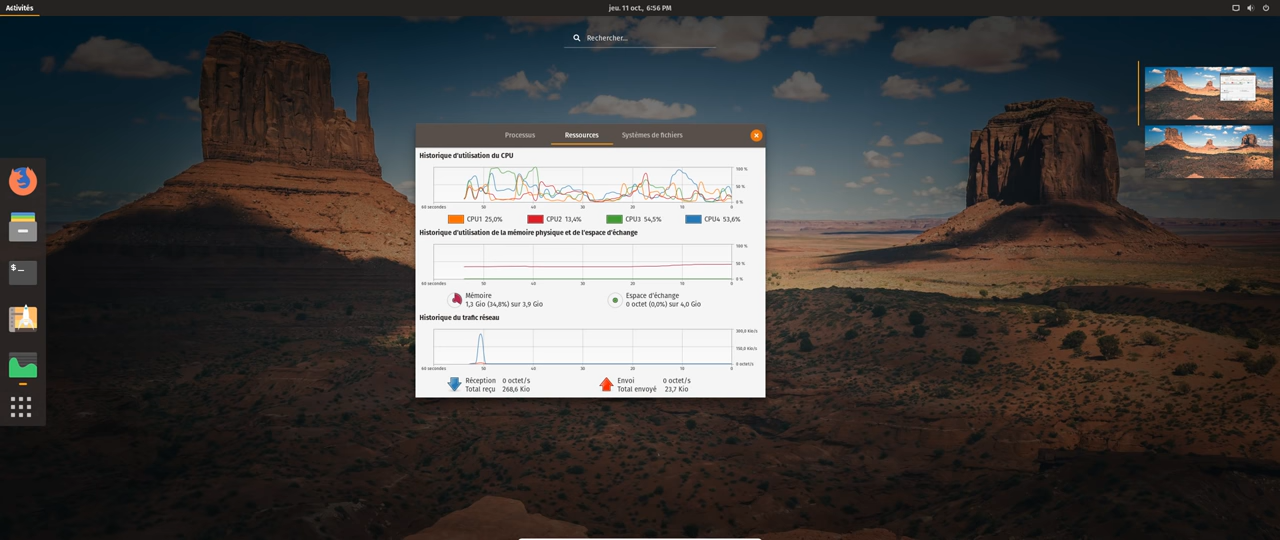 Activités
jeu. 11 oct., 6:56 PM
Rechercher...
Processus
Ressources
Systèmes de fichiers
Historique d'utilisation du CPU
100 %
50 %
0 %
60 secondes 50 40 30 20 10 0
CPU1 25,0%
CPU2 13,4%
CPU3 54,5%
CPU4 53,6%
Historique d'utilisation de la mémoire physique et de l'espace d'échange
100 %
50 %
0 %
60 secondes 50 40 30 20 10 0
Mémoire
1,3 Gio (34,8%) sur 3,9 Gio
Espace d'échange
0 octet (0,0%) sur 4,0 Gio
Historique du trafic réseau
0 octet/s
60 secondes 50 40 30 20 10 0
Réception 0 octet/s
Total reçu 268,6 Kio
Envoi 0 octet/s
Total envoyé 23,7 Kio
$_